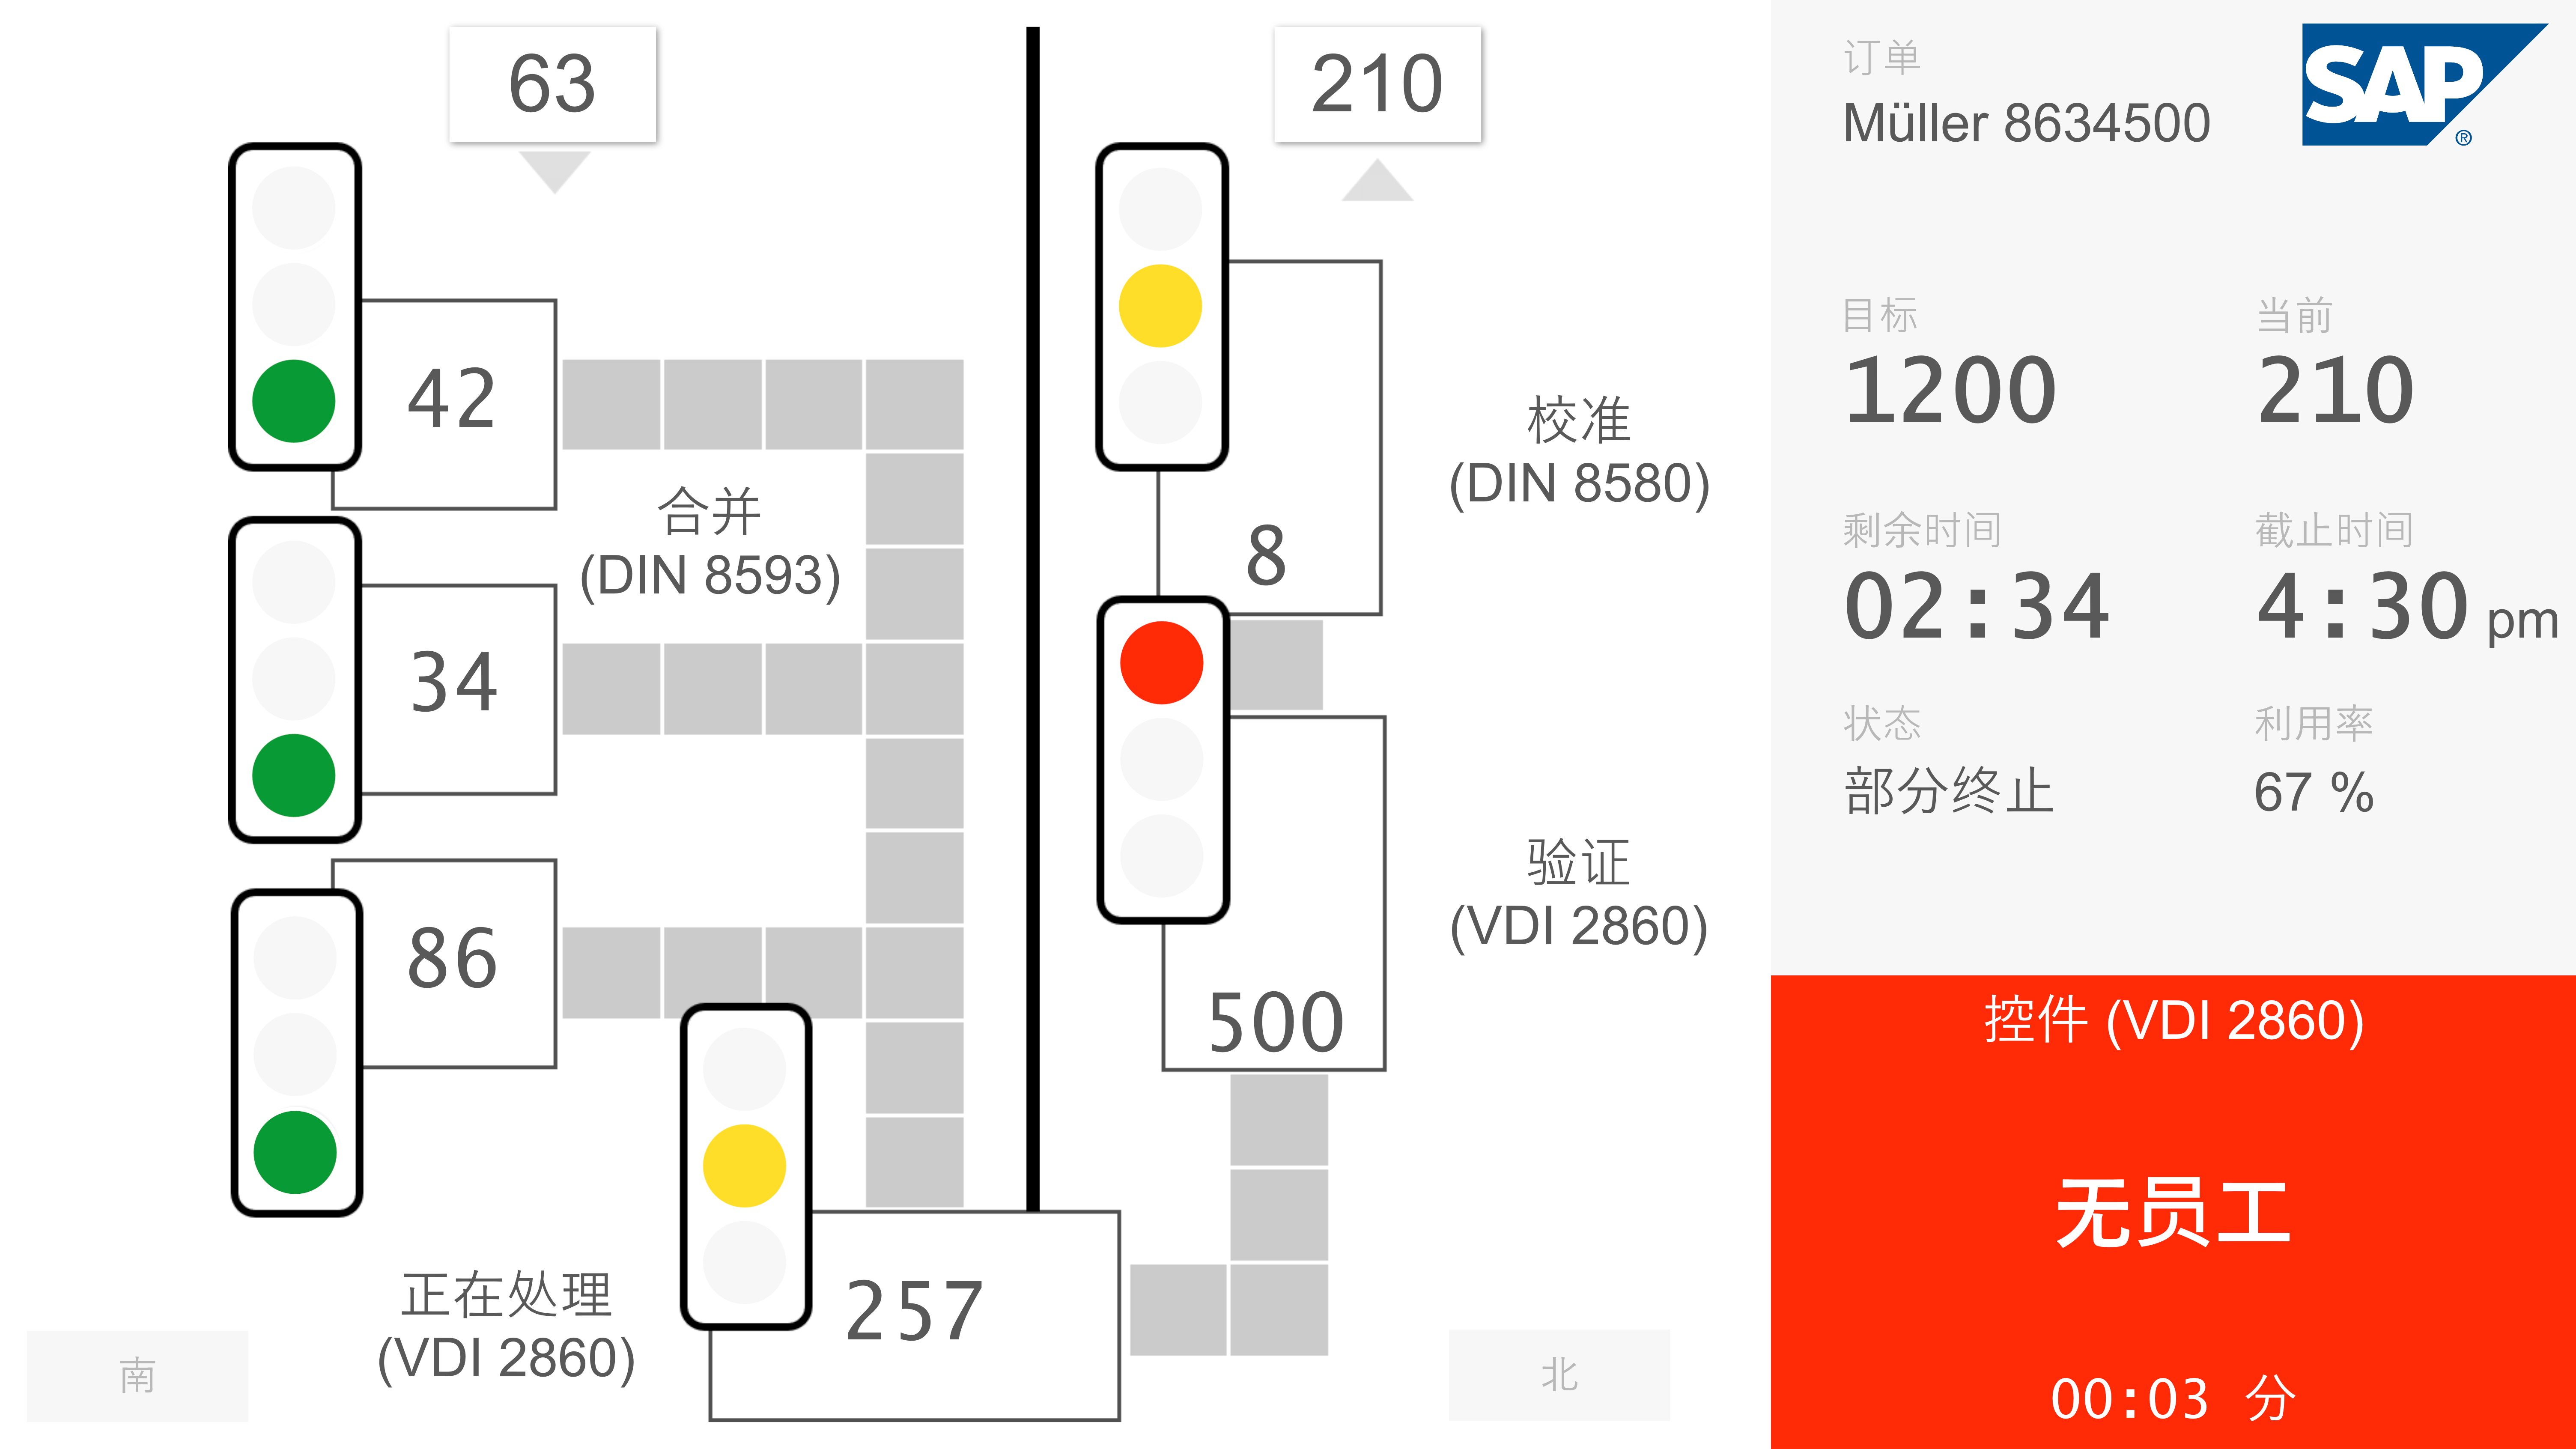 63
42
合并
(DIN 8593)
34
86
257
正在处理
(VDI 2860)
南
210
校准
(DIN 8580)
8
验证
(VDI 2860)
500
北
SAP®
订单
Müller 8634500
目标 当前
1200 210
剩余时间 截止时间
02:34 4:30 pm
状态 利用率
部分终止 67 %
控件 (VDI 2860)
无员工
00:03 分